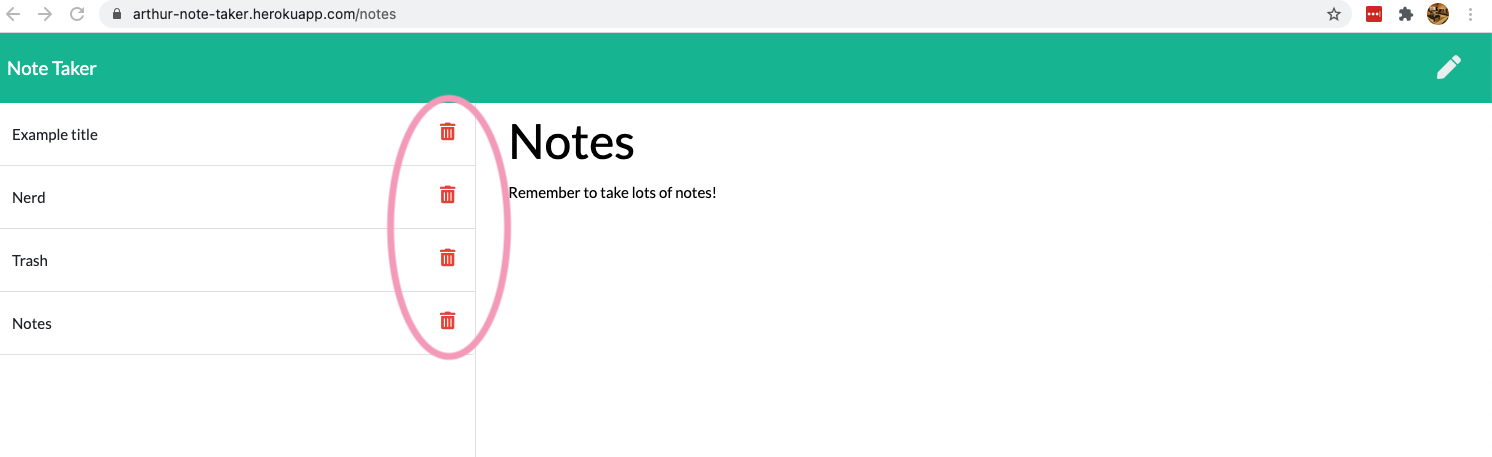 arthur-note-taker.herokuapp.com/notes
Note Taker
Example title
Nerd
Trash
Notes
Notes
Remember to take lots of notes!